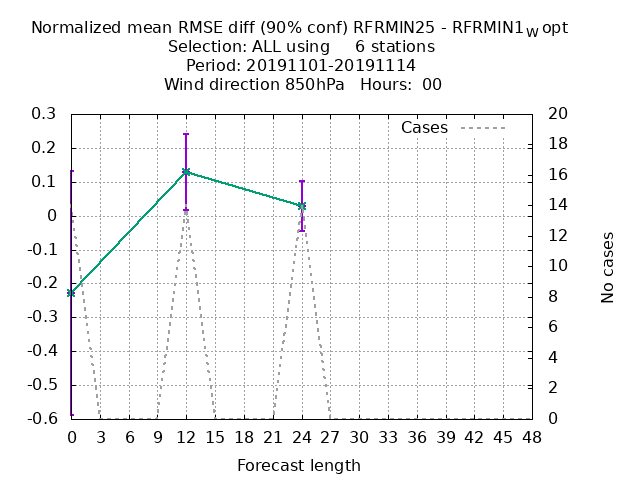 Normalized mean RMSE diff (90% conf) RFRMIN25 - RFRMIN1W opt
Selection: ALL using     6 stations
Period: 20191101-20191114
Wind direction 850hPa   Hours:  00
Cases
0.3
0.2
0.1
0
-0.1
-0.2
-0.3
-0.4
-0.5
-0.6
20
18
16
14
12
10
8
6
4
2
0
No cases
0 3 6 9 12 15 18 21 24 27 30 33 36 39 42 45 48
Forecast length